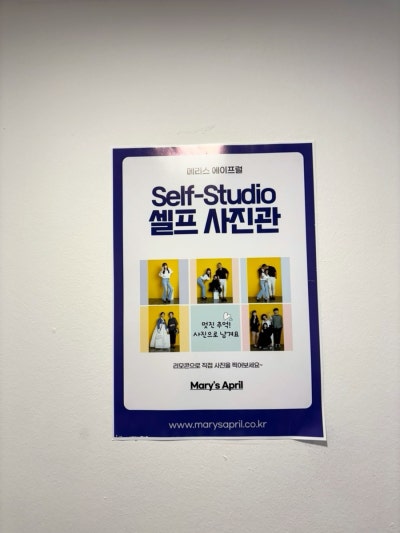 메리스 에이프럴
Self-Studio
셀프 사진관
멋진 추억!
사진으로 남겨요
리모콘으로 직접 사진을 찍어보세요~
Mary's April
www.marysapril.co.kr